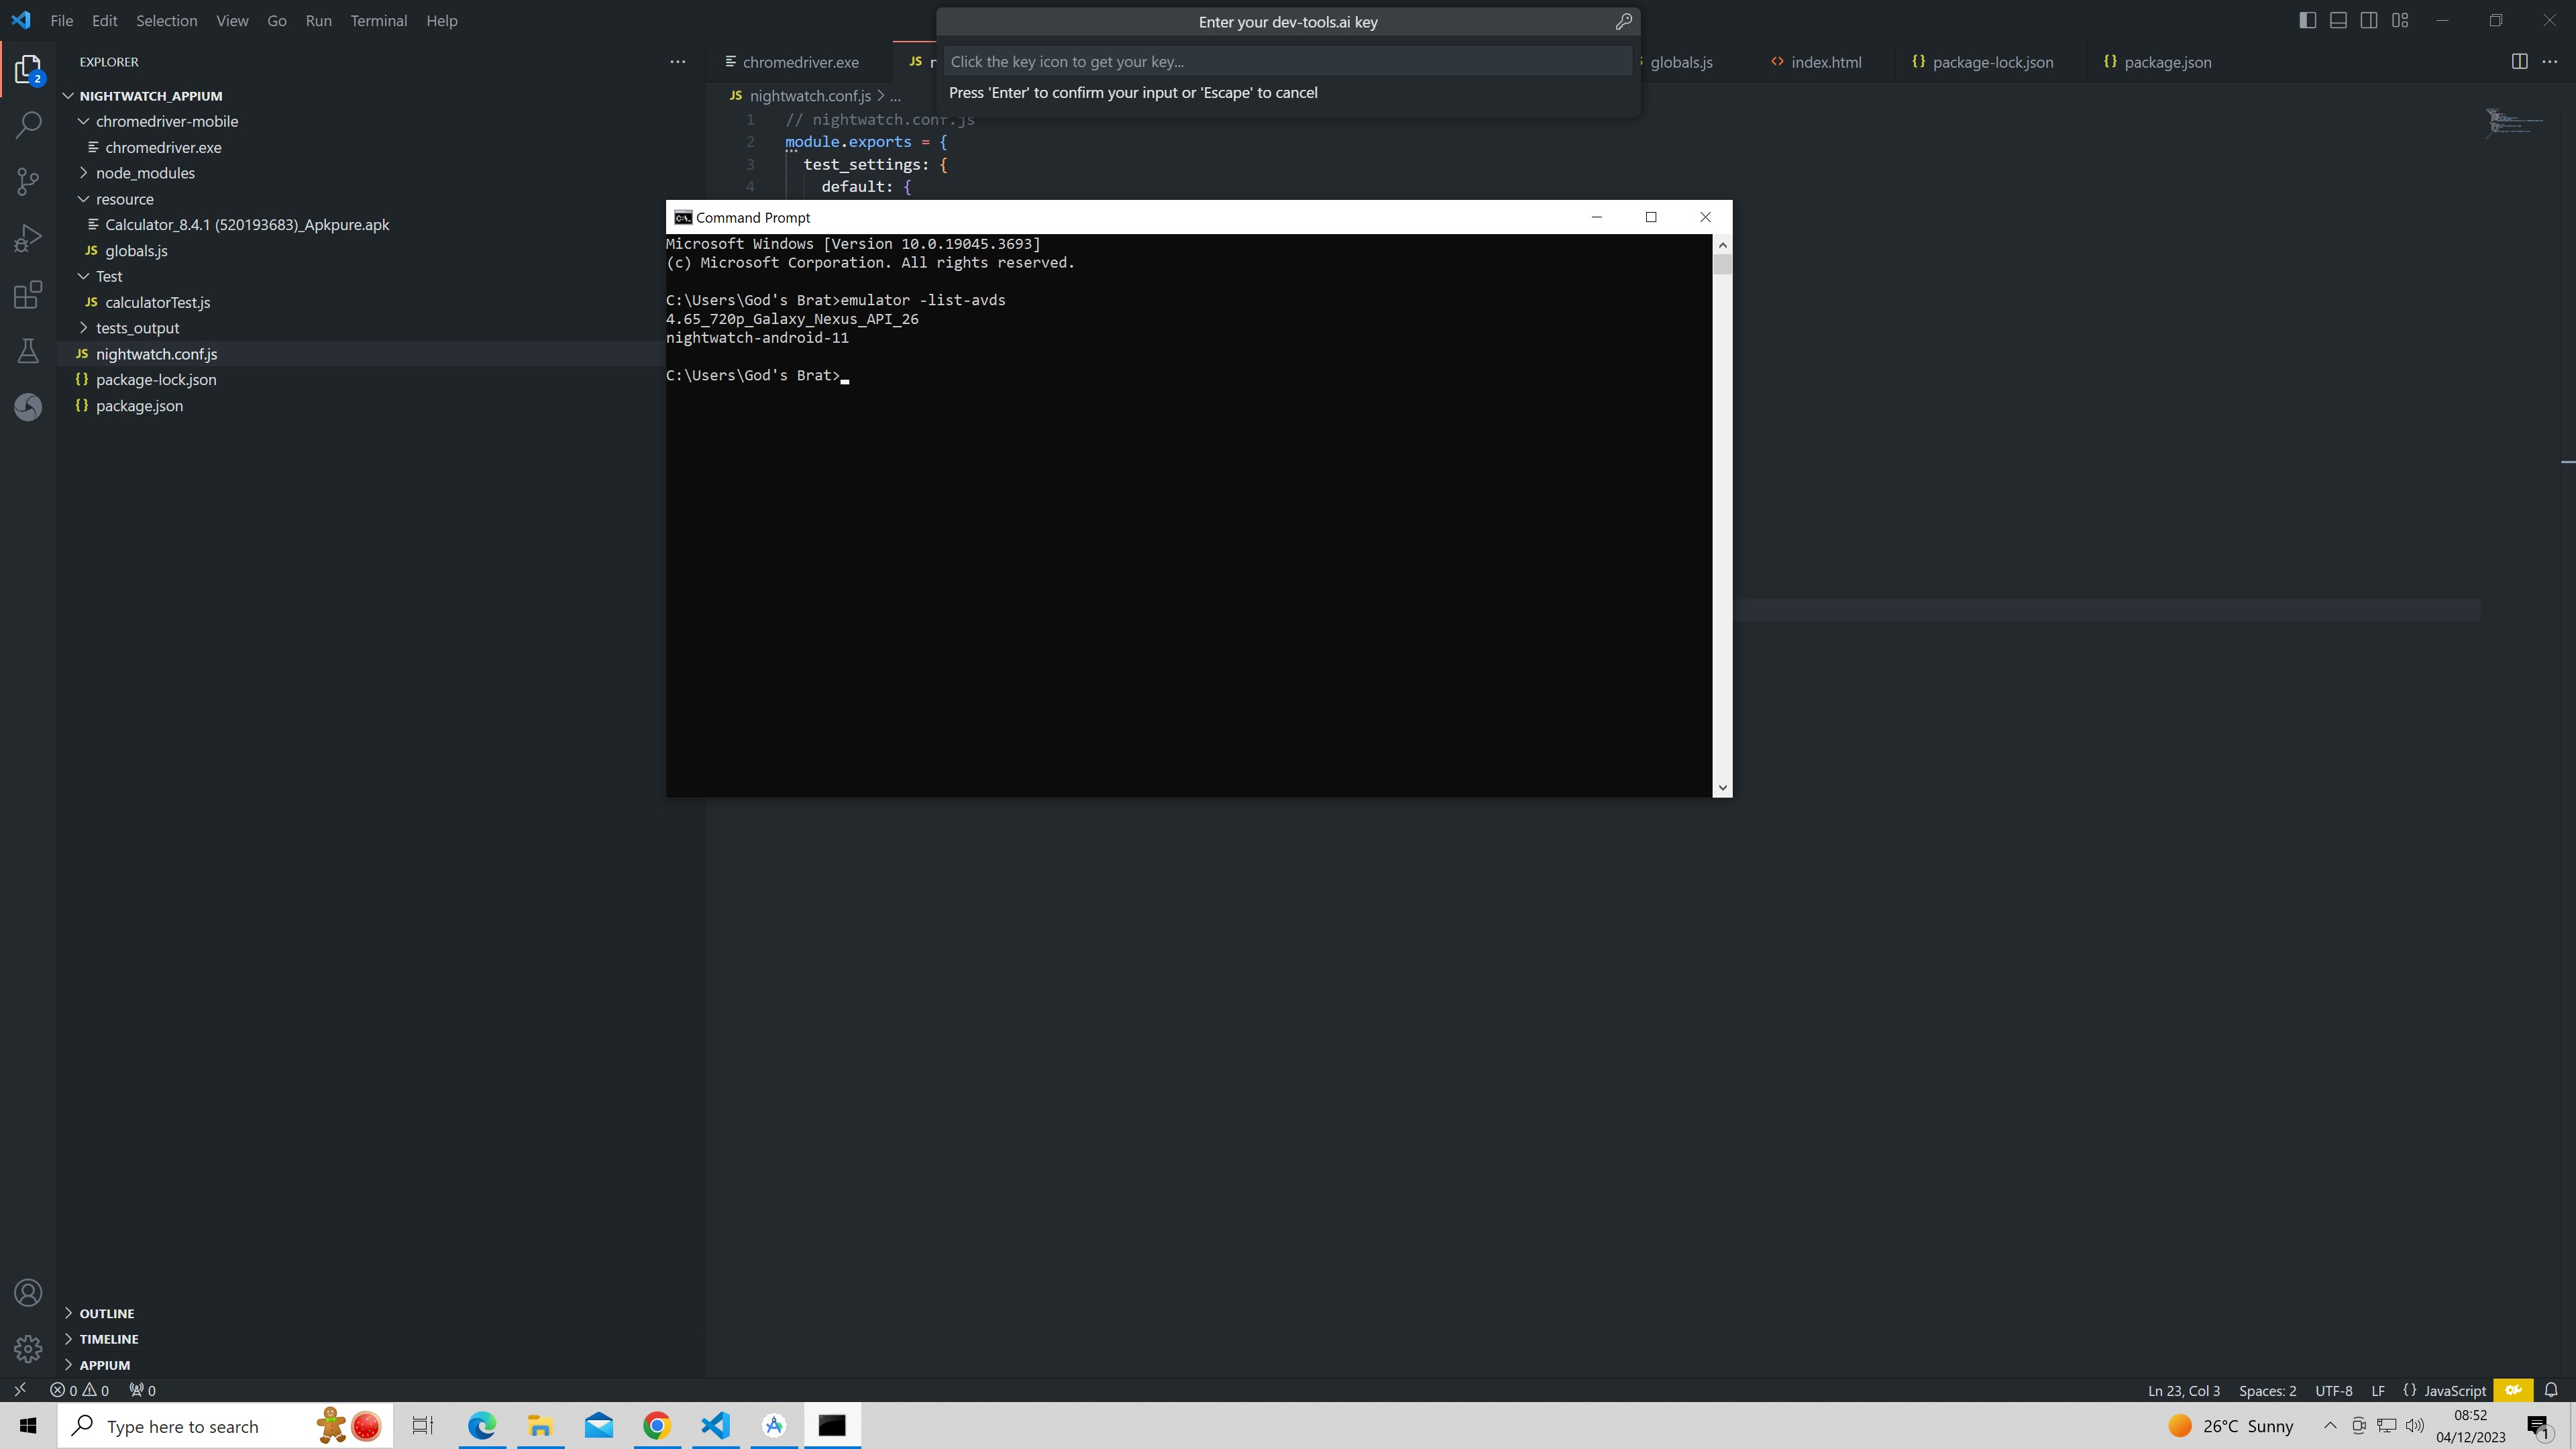 File Edit Selection View Go Run Terminal Help
Enter your dev-tools.ai key
Click the key icon to get your key...
Press 'Enter' to confirm your input or 'Escape' to cancel
EXPLORER
2
NIGHTWATCH_APPIUM
chromedriver-mobile
chromedriver.exe
node_modules
resource
Calculator_8.4.1 (520193683)_Apkpure.apk
JS globals.js
Test
JS calculatorTest.js
tests_output
JS nightwatch.conf.js
{} package-lock.json
{} package.json
OUTLINE
TIMELINE
APPIUM
chromedriver.exe JS globals.js <> index.html {} package-lock.json {} package.json
JS nightwatch.conf.js > ...
1 // nightwatch.conf.js
2 module.exports = {
3 test_settings: {
4 default: {
Command Prompt
Microsoft Windows [Version 10.0.19045.3693]
(c) Microsoft Corporation. All rights reserved.
C:\Users\God's Brat>emulator -list-avds
4.65_720p_Galaxy_Nexus_API_26
nightwatch-android-11
C:\Users\God's Brat>
0 0 0 Ln 23, Col 3 Spaces: 2 UTF-8 LF {} JavaScript
Type here to search
26°C Sunny
08:52
04/12/2023
1